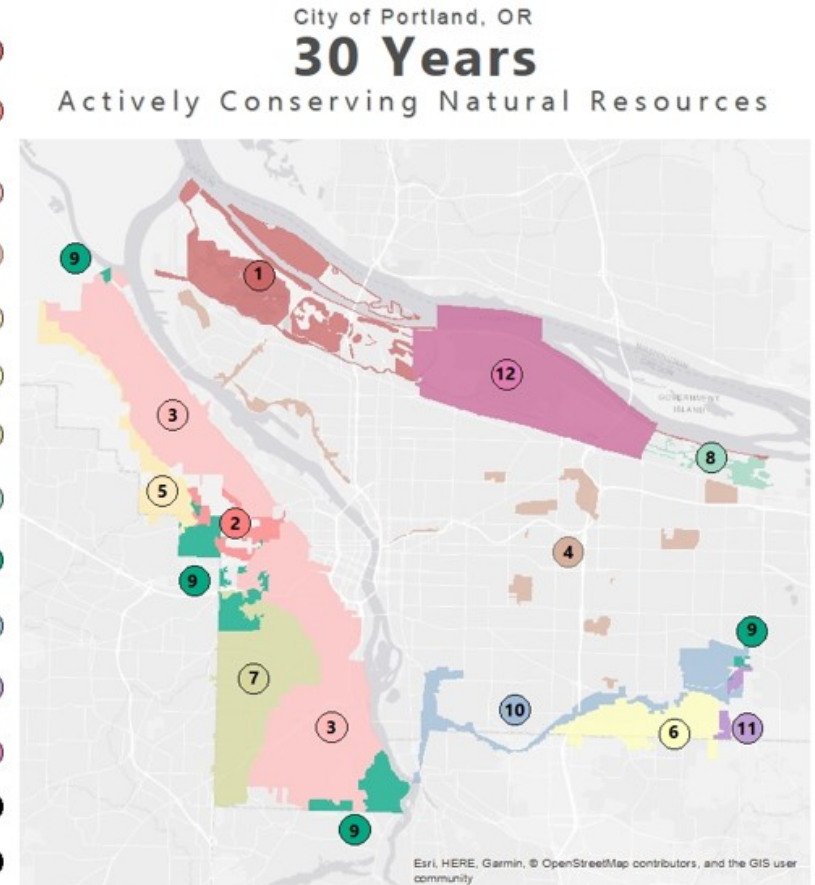 City of Portland, OR
30 Years
Actively Conserving Natural Resources
9
1
12
3
GOVERNMENT
ISLAND
8
5
2
4
9
9
7
10
3
6
11
9
Esri, HERE, Garmin, © OpenStreetMap contributors, and the GIS user
community